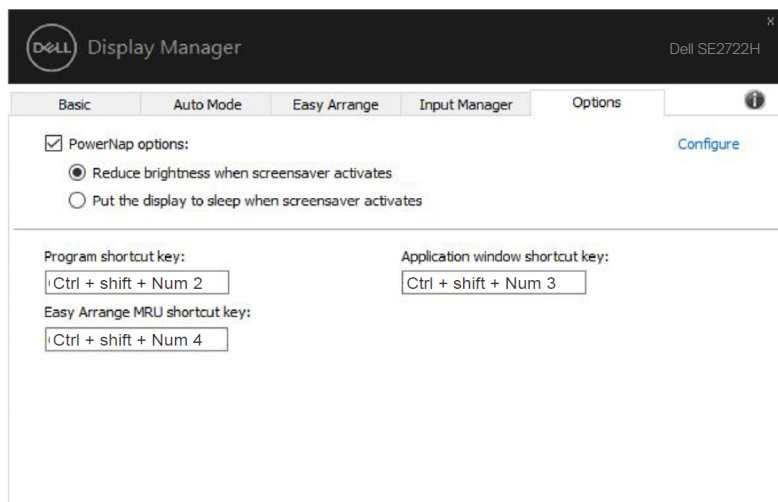 DELL Display Manager
X
Dell SE2722H
Basic Auto Mode Easy Arrange Input Manager Options
PowerNap options:
Configure
Reduce brightness when screensaver activates
Put the display to sleep when screensaver activates
Program shortcut key:
Application window shortcut key:
Ctrl + shift + Num 2
Ctrl + shift + Num 3
Easy Arrange MRU shortcut key:
Ctrl + shift + Num 4